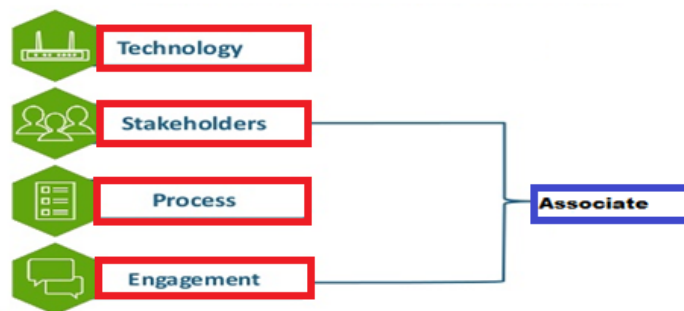 Technology
Stakeholders
Process
Associate
Engagement